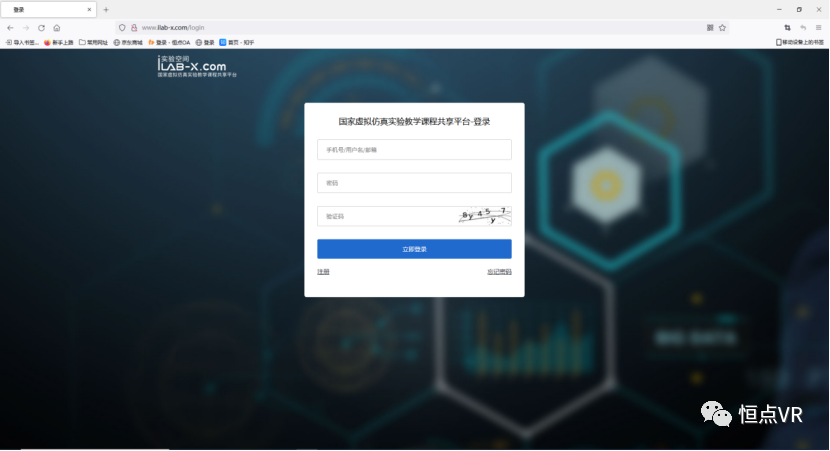 登录
www.ilab-x.com/login
导入书签...
新手上路
常用网址
京东商城
登录 - 恒点OA
登录
首页 - 知乎
移动设备上的书签
实验空间
iLAB-X.com
国家虚拟仿真实验教学课程共享平台
国家虚拟仿真实验教学课程共享平台-登录
手机号/用户名/邮箱
密码
验证码
立即登录
注册
忘记密码
BIG DATA
恒点VR